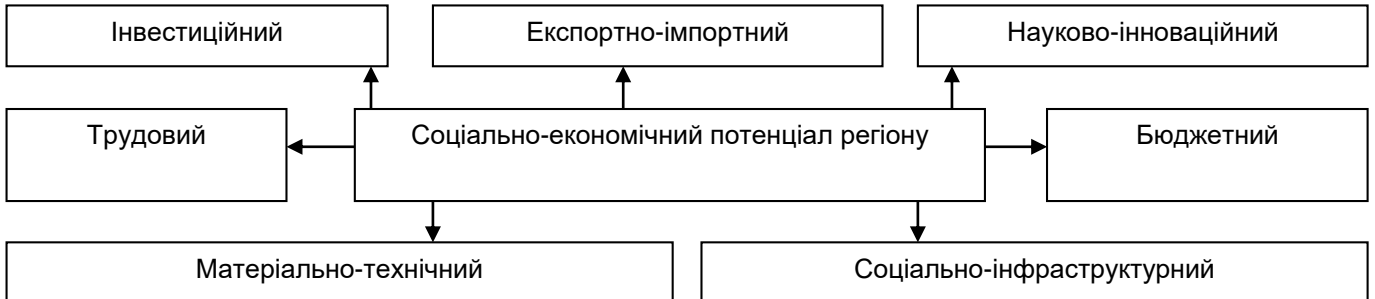 Інвестиційний
Експортно-імпортний
Науково-інноваційний
Трудовий
Соціально-економічний потенціал регіону
Бюджетний
Матеріально-технічний
Соціально-інфраструктурний